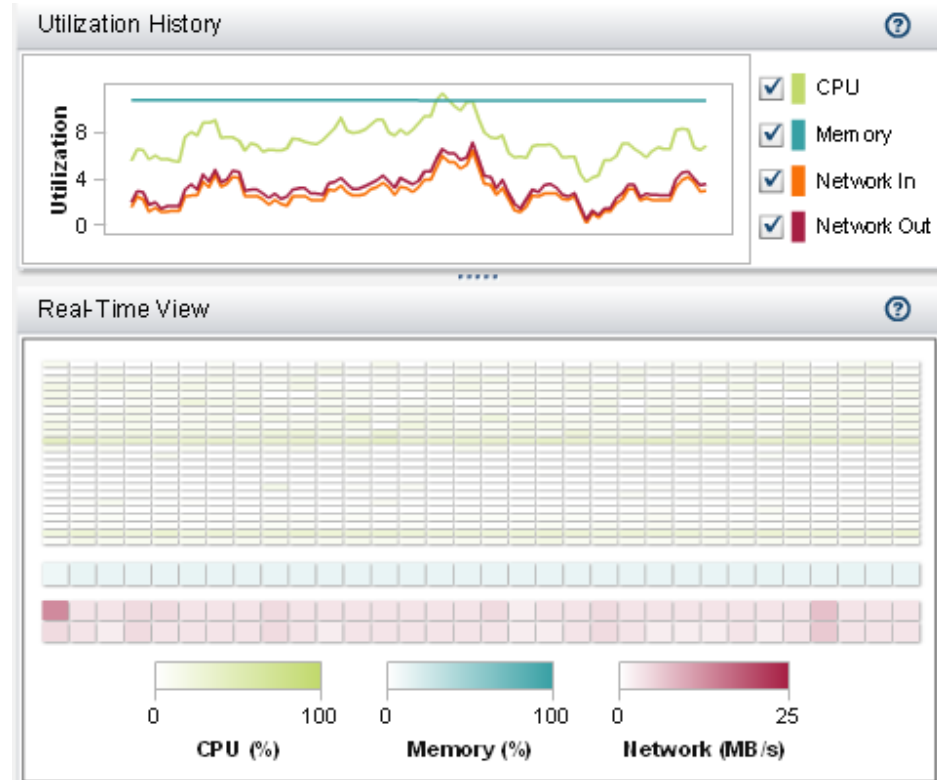 Utilization History
Utilization
8
4
0
CPU
Memory
Network In
Network Out
Real-Time View
0 100
CPU (%)
0 100
Memory (%)
0 25
Network (MB/s)